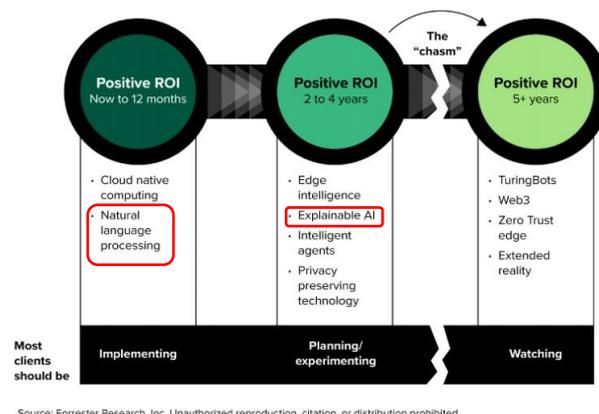 The
"chasm"
Positive ROI
Now to 12 months
Positive ROI
2 to 4 years
Positive ROI
5+ years
· Cloud native
computing
· Natural
language
processing
· Edge
intelligence
· Explainable AI
· Intelligent
agents
· Privacy
preserving
technology
· TuringBots
· Web3
· Zero Trust
edge
· Extended
reality
Most
clients
should be
Implementing
Planning/
experimenting
Watching
Source: Forrester Research, Inc. Unauthorized reproduction, citation, or distribution prohibited